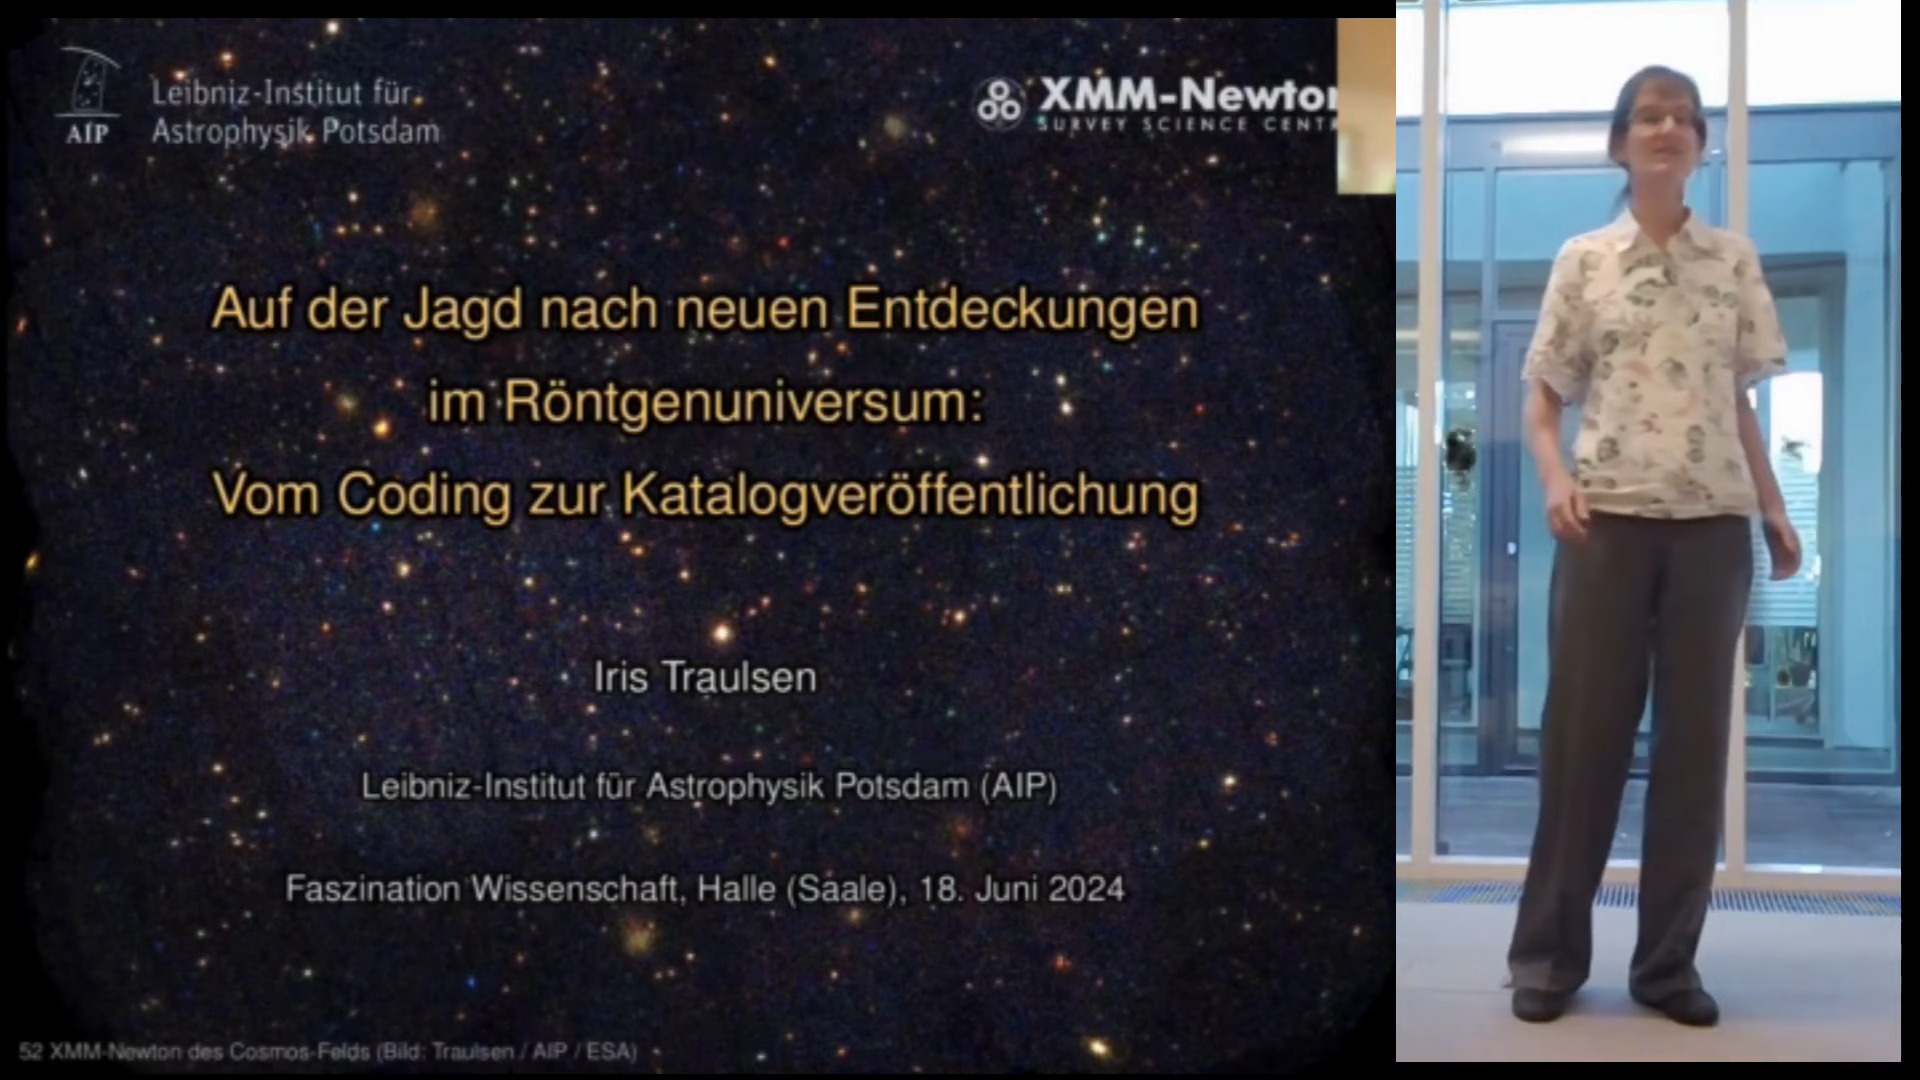 Leibniz-Institut für
Astrophysik Potsdam
AIP
XMM-Newton
SURVEY SCIENCE CENT
Auf der Jagd nach neuen Entdeckungen
im Röntgenuniversum:
Vom Coding zur Katalogveröffentlichung
Iris Traulsen
Leibniz-Institut für Astrophysik Potsdam (AIP)
Faszination Wissenschaft, Halle (Saale), 18. Juni 2024
52 XMM-Newton des Cosmos-Felds (Bild: Traulsen / AIP / ESA)